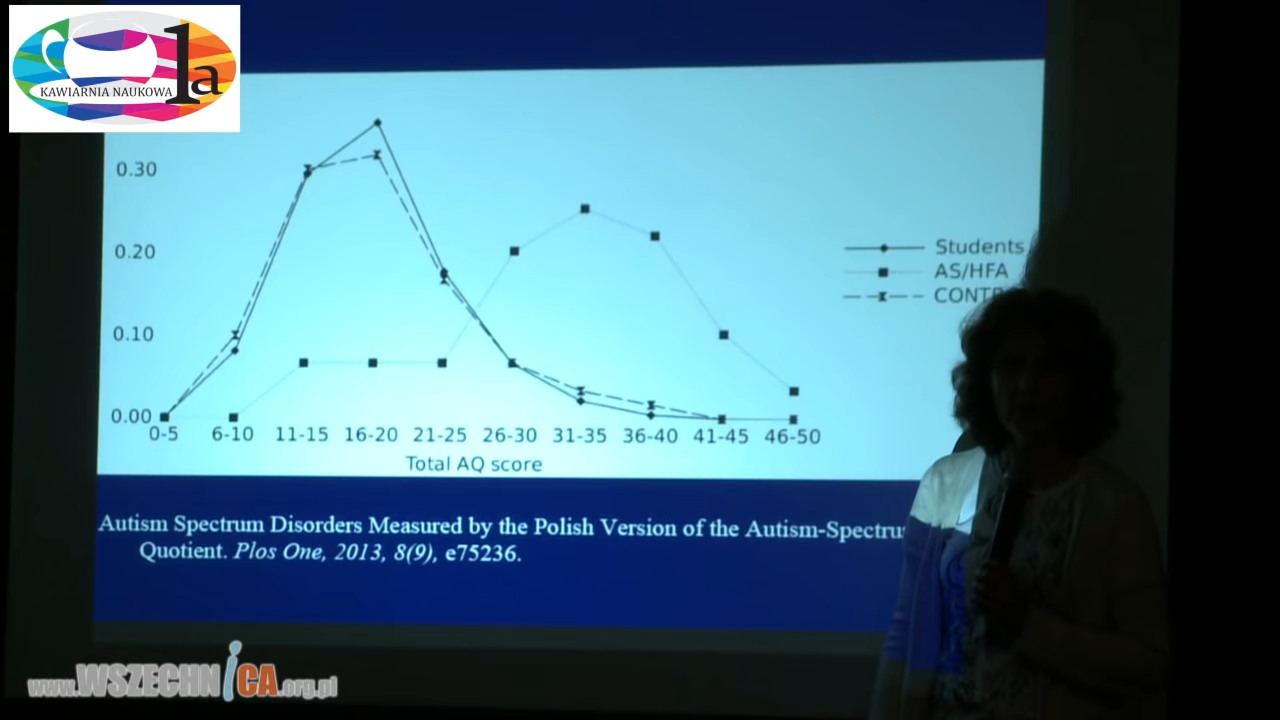 KAWIARNIA NAUKOWA 1a
0.30
0.20
0.10
0.00
0-5 6-10 11-15 16-20 21-25 26-30 31-35 36-40 41-45 46-50
Total AQ score
Students
AS/HFA
Autism Spectrum Disorders Measured by the Polish Version of the
Quotient. Plos One, 2013, 8(9), e75236.
www.WSZECHNICA.org.pl